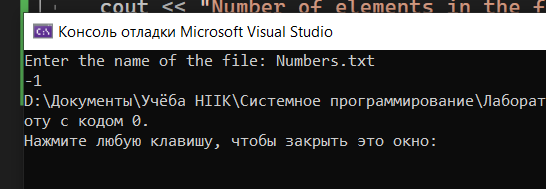 cout << "Number of elements in the f
Консоль отладки Microsoft Visual Studio
Enter the name of the file: Numbers.txt
-1
D:\Документы\Учёба НІІК\Системное программирование\Лаборат
оту с кодом 0.
Нажмите любую клавишу, чтобы закрыть это окно: